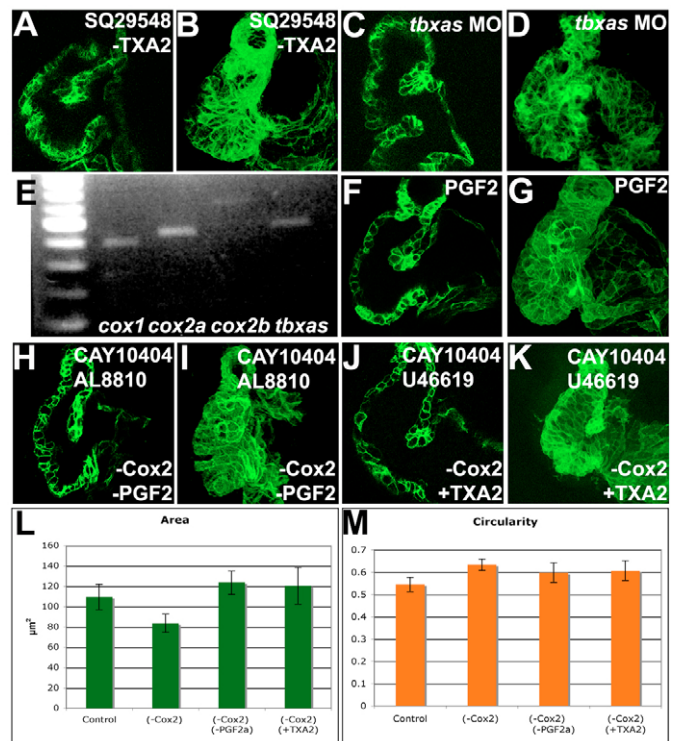 A SQ29548
-TXA2
B SQ29548
-TXA2
C tbxas MO
D tbxas MO
E
cox1 cox2a cox2b tbxas
F PGF2
G PGF2
H CAY10404
AL8810
-Cox2
-PGF2
I CAY10404
AL8810
-Cox2
-PGF2
J CAY10404
U46619
-Cox2
+TXA2
K CAY10404
U46619
-Cox2
+TXA2
L Area
160
140
120
100
80
60
40
20
0
µm²
Control
(-Cox2)
(-Cox2)
(-PGF2a)
(-Cox2)
(+TXA2)
M Circularity
0.7
0.6
0.5
0.4
0.3
0.2
0.1
0
Control
(-Cox2)
(-Cox2)
(-PGF2a)
(-Cox2)
(+TXA2)